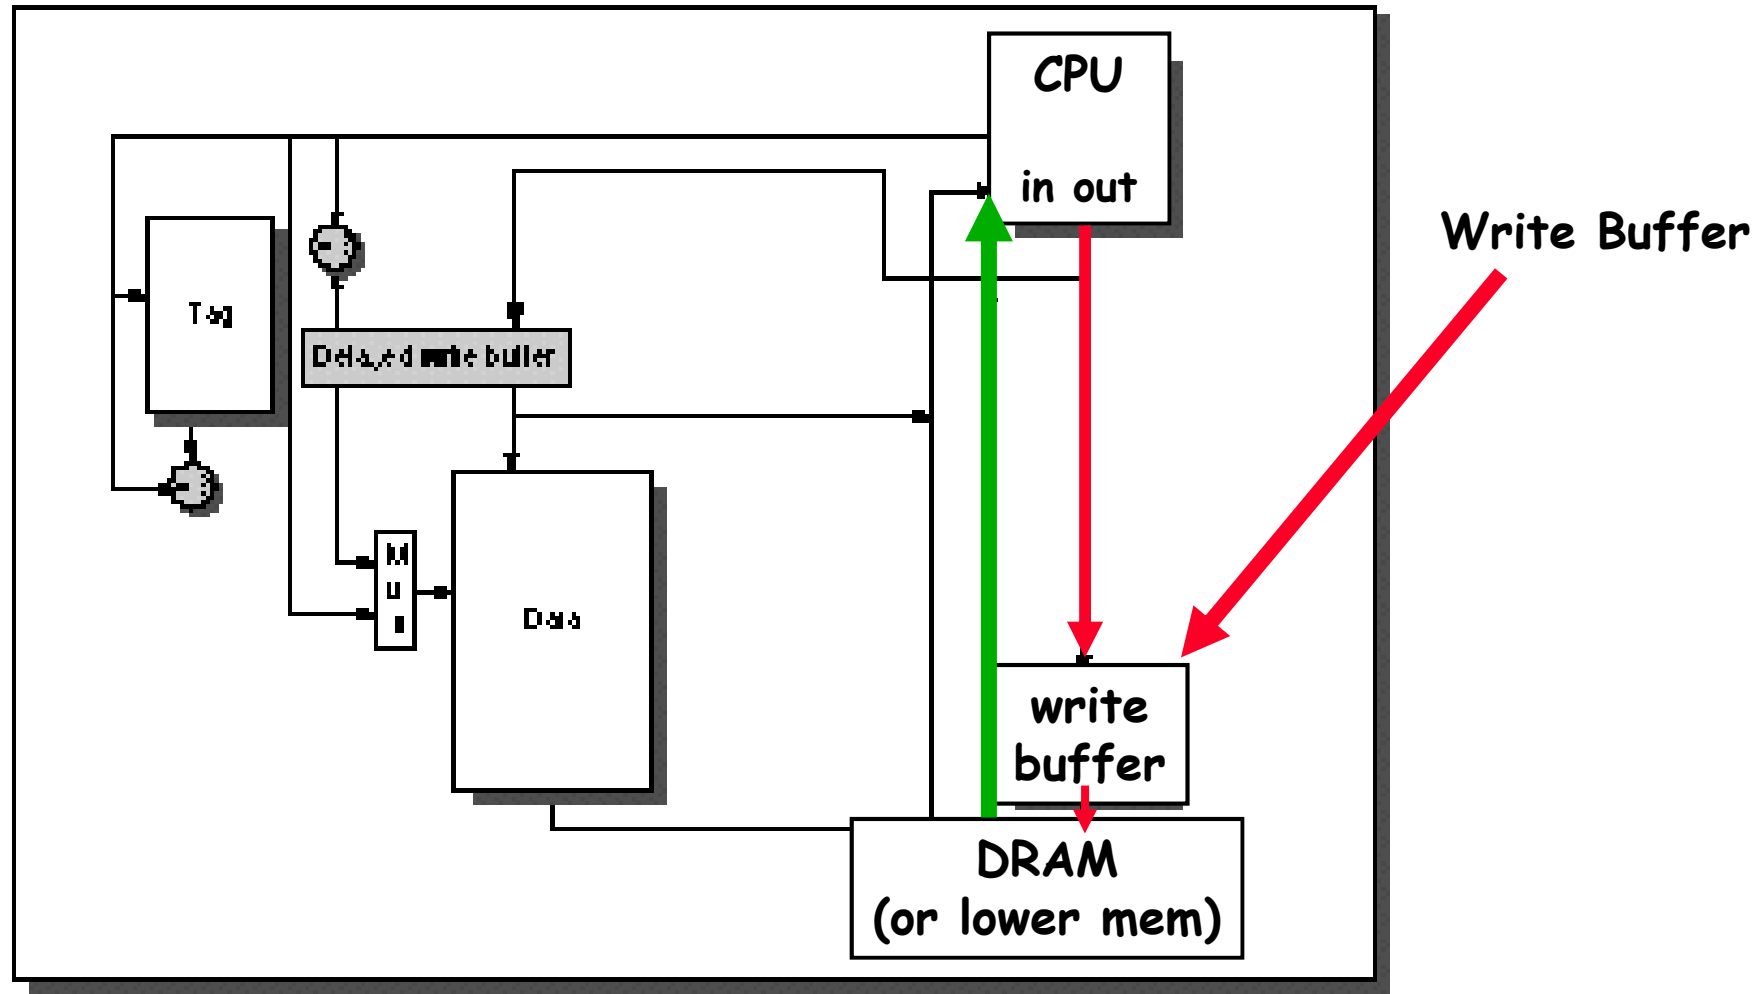 CPU
in out
Write Buffer
Tag
Delayed write buffer
M
u
Data
write
buffer
DRAM
(or lower mem)